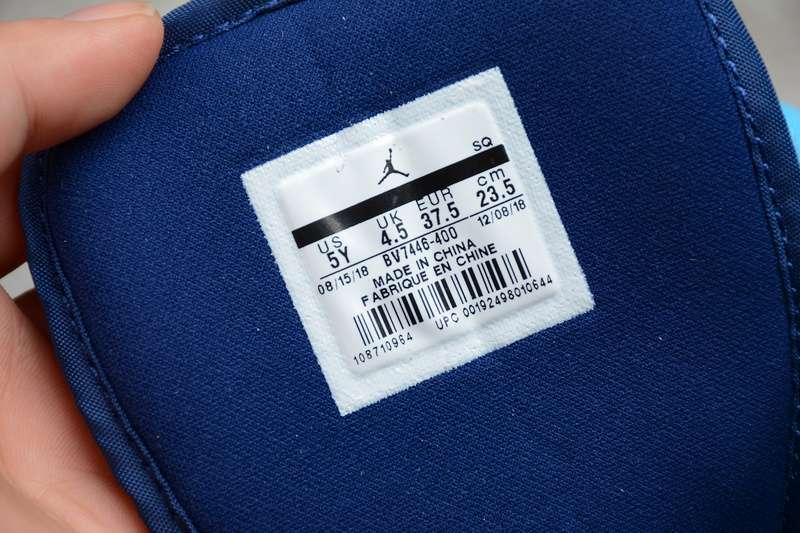 SQ
US UK EUR cm
5Y 4.5 37.5 23.5
08/15/18 BV7446-400 12/08/18
MADE IN CHINA
FABRIQUE EN CHINE
108710964 UPC 00192498010644